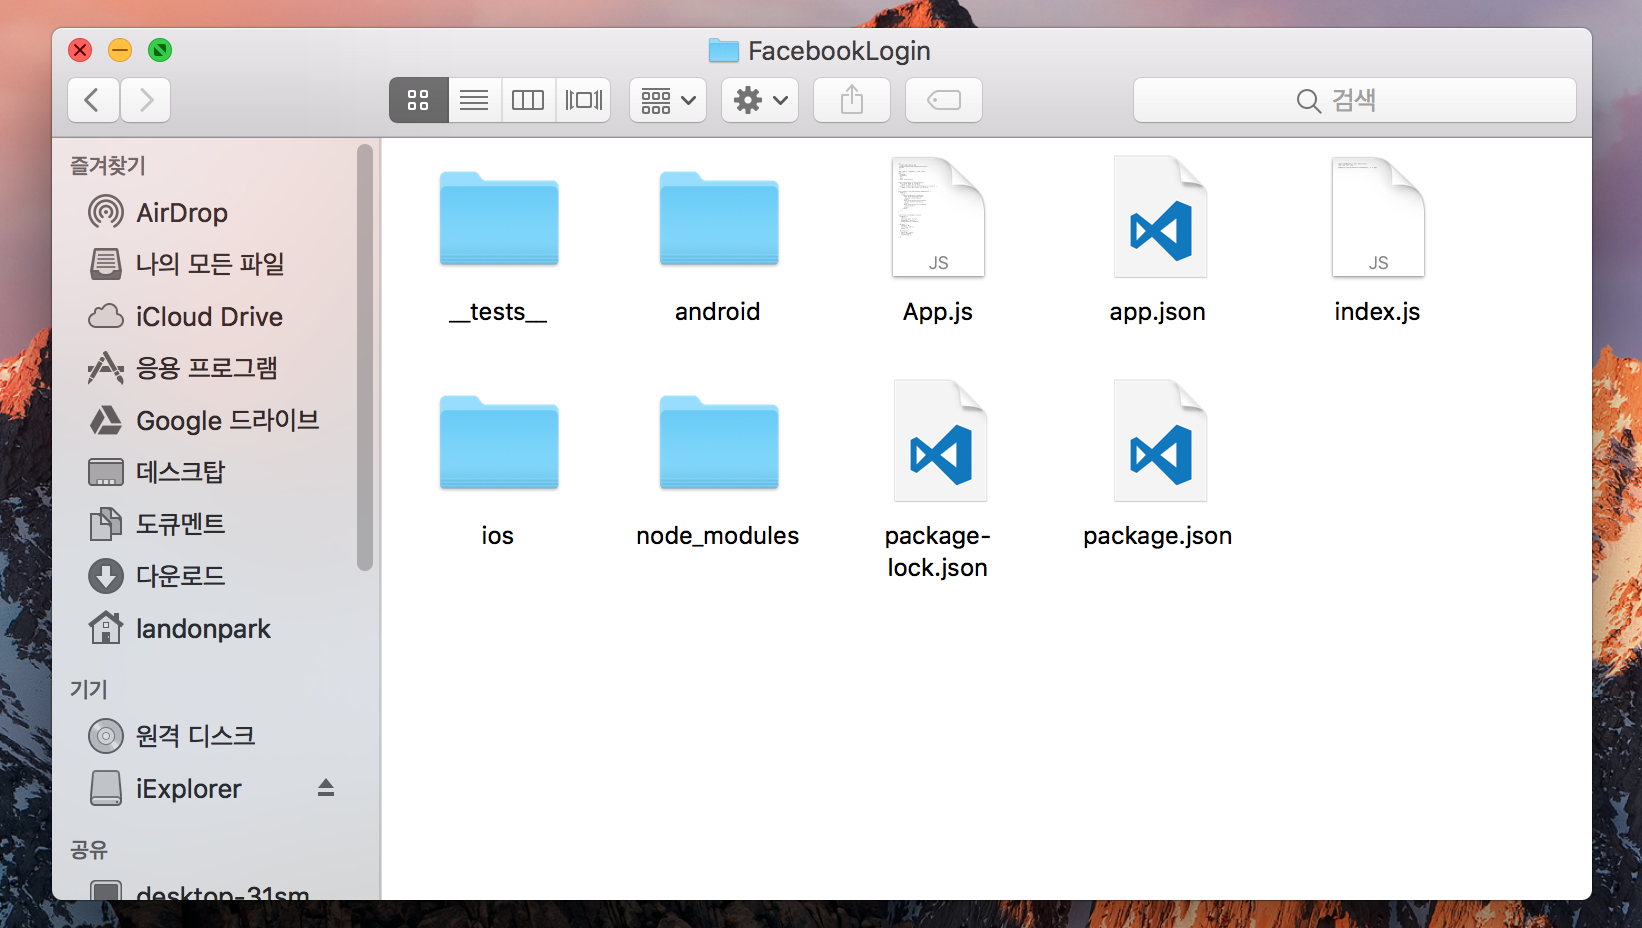 FacebookLogin
검색
즐겨찾기
AirDrop
나의 모든 파일
iCloud Drive
응용 프로그램
Google 드라이브
데스크탑
도큐멘트
다운로드
landonpark
기기
원격 디스크
iExplorer
공유
desktop-31sm
__tests__
android
JS
App.js
app.json
JS
index.js
ios
node_modules
package-
lock.json
package.json